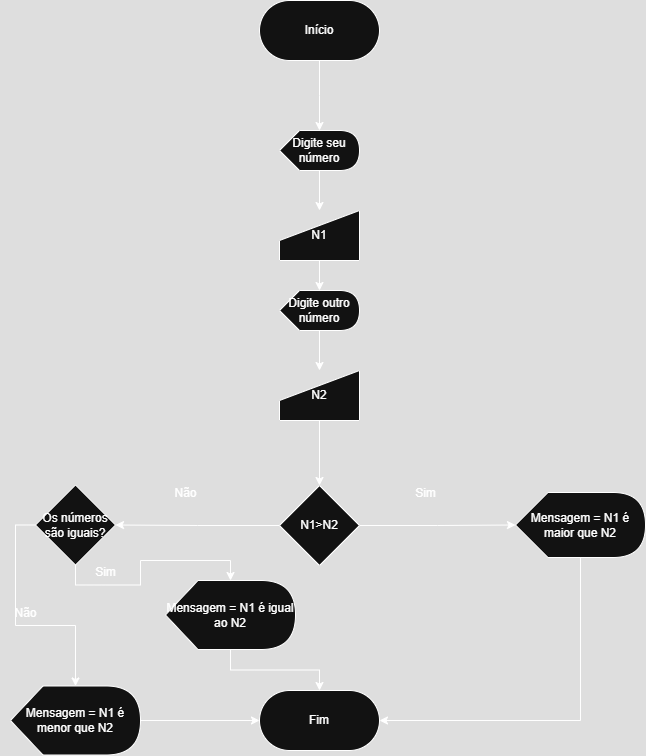 Início
Digite seu
número
N1
Digite outro
número
N2
Não
Sim
Os números
são iguais?
N1>N2
Mensagem = N1 é
maior que N2
Sim
Não
Mensagem = N1 é igual
ao N2
Mensagem = N1 é
menor que N2
Fim